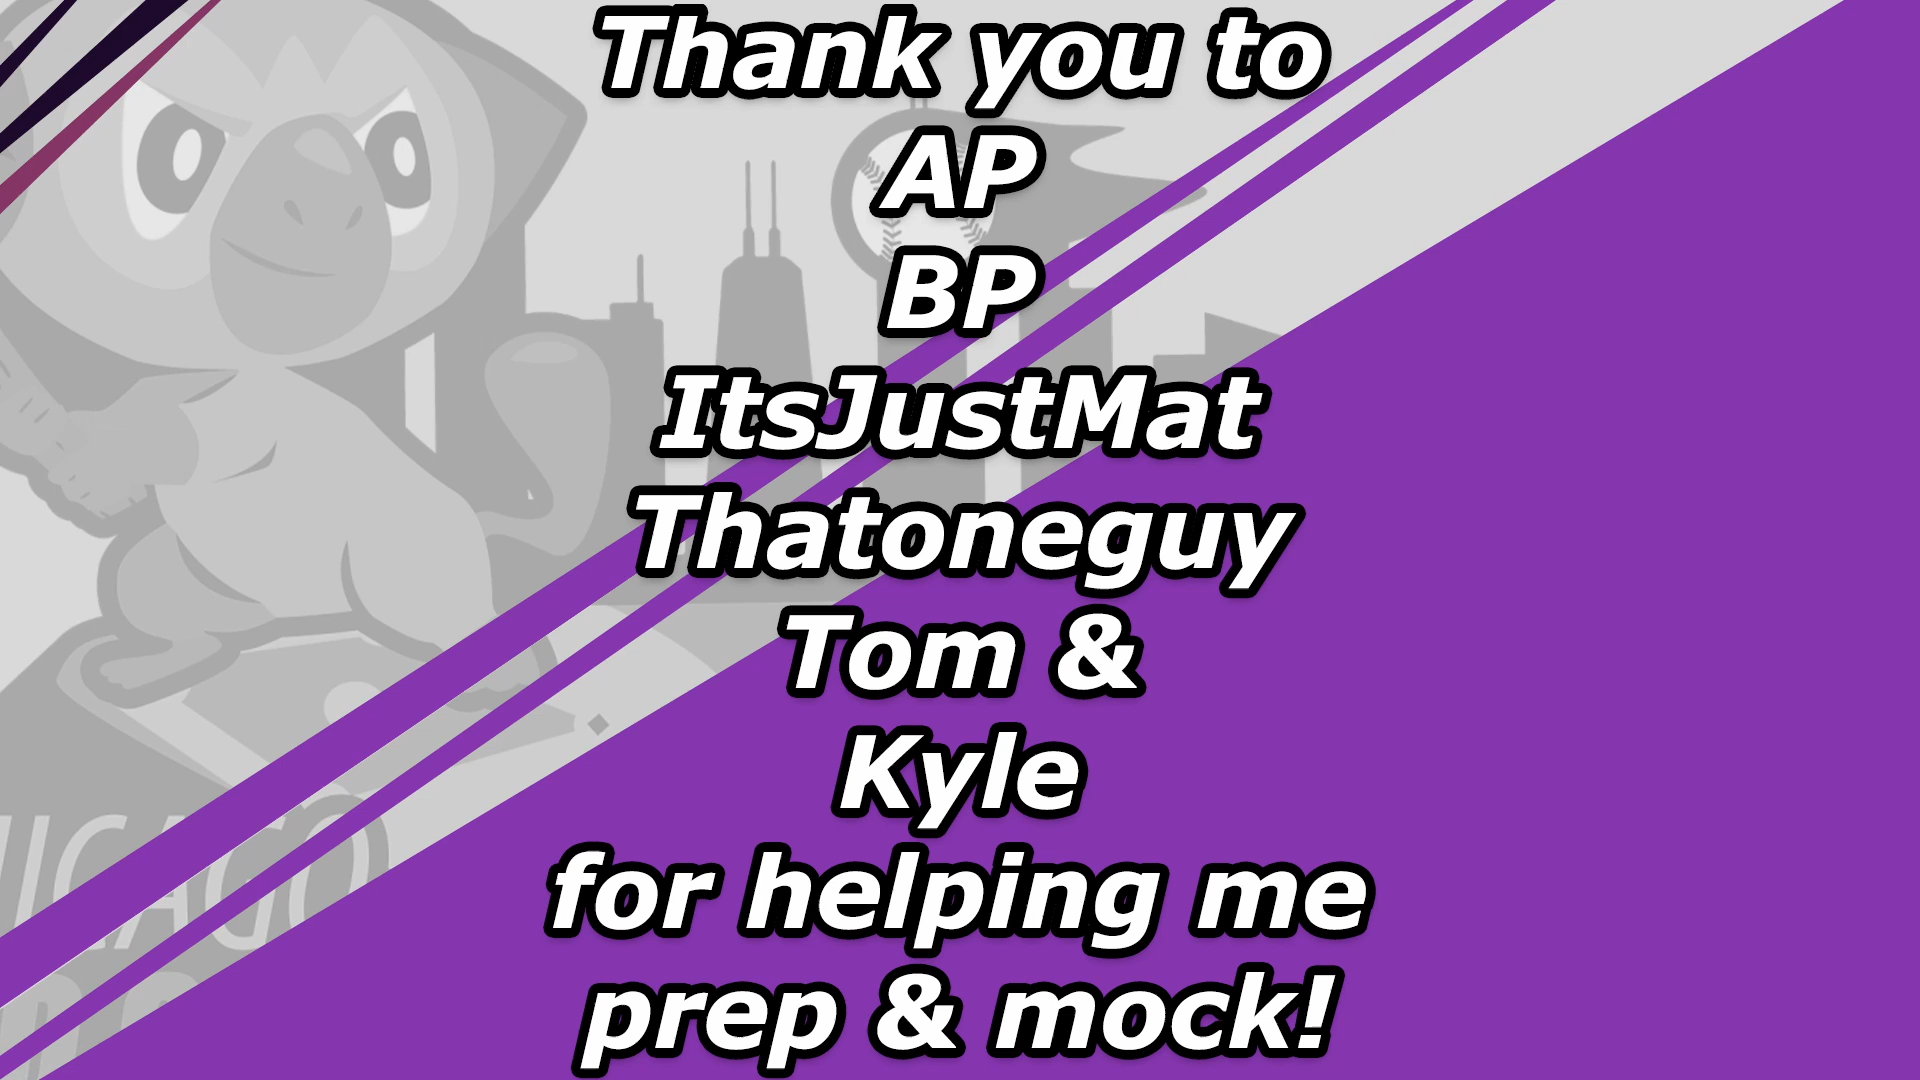 Thank you to
AP
BP
ItsJustMat
Thatoneguy
Tom &
Kyle
for helping me
prep & mock!